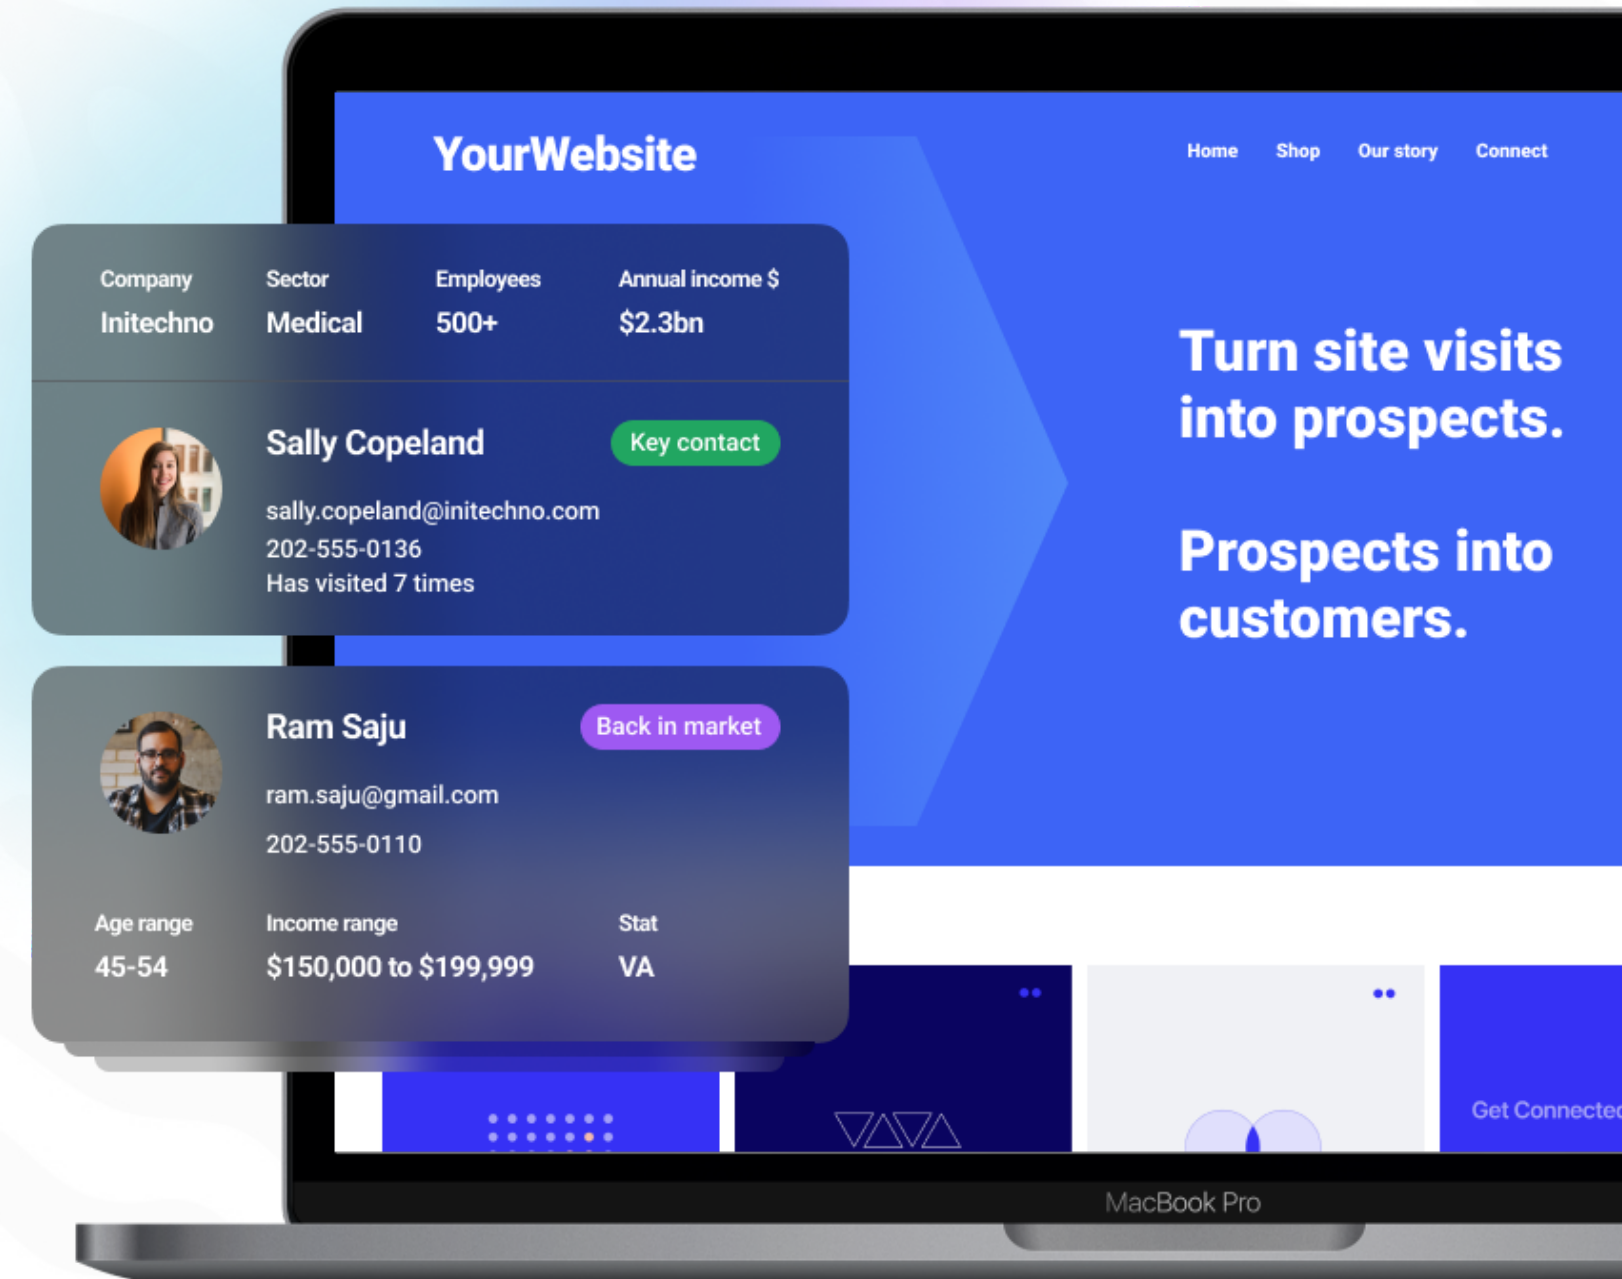 YourWebsite
Home Shop Our story Connect
Company Sector Employees Annual income $
Initechno Medical 500+ $2.3bn
Sally Copeland Key contact
sally.copeland@initechno.com
202-555-0136
Has visited 7 times
Ram Saju Back in market
ram.saju@gmail.com
202-555-0110
Age range Income range Stat
45-54 $150,000 to $199,999 VA
Turn site visits
into prospects.
Prospects into
customers.
Get Connected
MacBook Pro